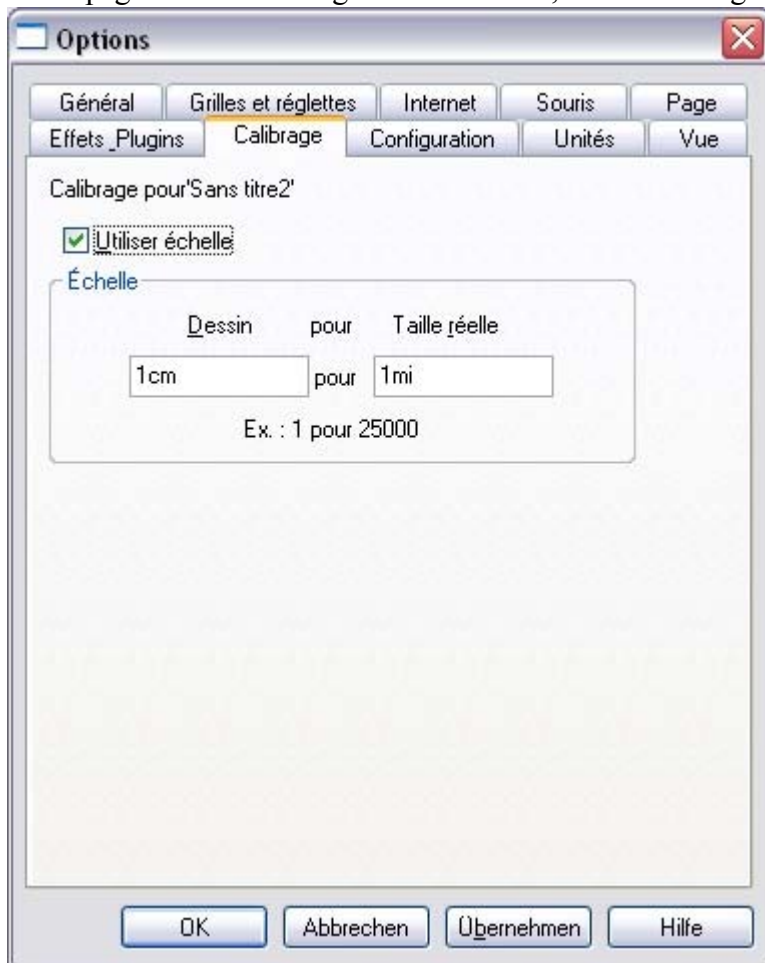 Options
Général Grilles et réglettes Internet Souris Page
Effets_Plugins Calibrage Configuration Unités Vue
Calibrage pour'Sans titre2'
Utiliser échelle
Échelle
Dessin pour Taille réelle
1cm pour 1mi
Ex. : 1 pour 25000
OK Abbrechen Übernehmen Hilfe